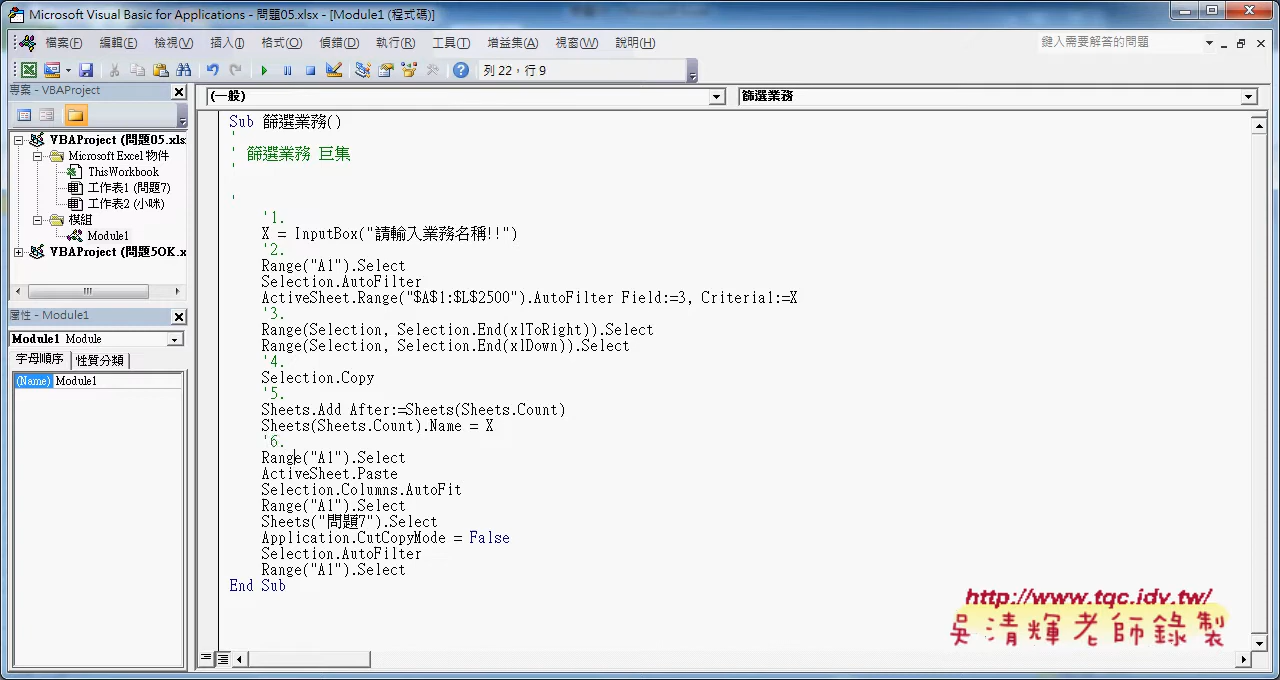 Microsoft Visual Basic for Applications - 問題05.xlsx - [Module1 (程式碼)]
檔案(F) 編輯(E) 檢視(V) 插入(I) 格式(O) 偵錯(D) 執行(R) 工具(T) 增益集(A) 視窗(W) 說明(H) 鍵入需要解答的問題
列 22，行 9
專案 - VBAProject
(一般) 篩選業務
VBAProject (問題05.xls
Microsoft Excel 物件
ThisWorkbook
工作表1 (問題7)
工作表2 (小咪)
模組
Module1
VBAProject (問題5OK.x
屬性 - Module1
Module1 Module
字母順序 性質分類
(Name) Module1
Sub 篩選業務()
'
' 篩選業務 巨集
'
'
'1.
X = InputBox("請輸入業務名稱!!")
'2.
Range("A1").Select
Selection.AutoFilter
ActiveSheet.Range("$A$1:$L$2500").AutoFilter Field:=3, Criteria1:=X
'3.
Range(Selection, Selection.End(xlToRight)).Select
Range(Selection, Selection.End(xlDown)).Select
'4.
Selection.Copy
'5.
Sheets.Add After:=Sheets(Sheets.Count)
Sheets(Sheets.Count).Name = X
'6.
Range("A1").Select
ActiveSheet.Paste
Selection.Columns.AutoFit
Range("A1").Select
Sheets("問題7").Select
Application.CutCopyMode = False
Selection.AutoFilter
Range("A1").Select
End Sub
http://www.tqc.idv.tw/
吳清輝老師錄製